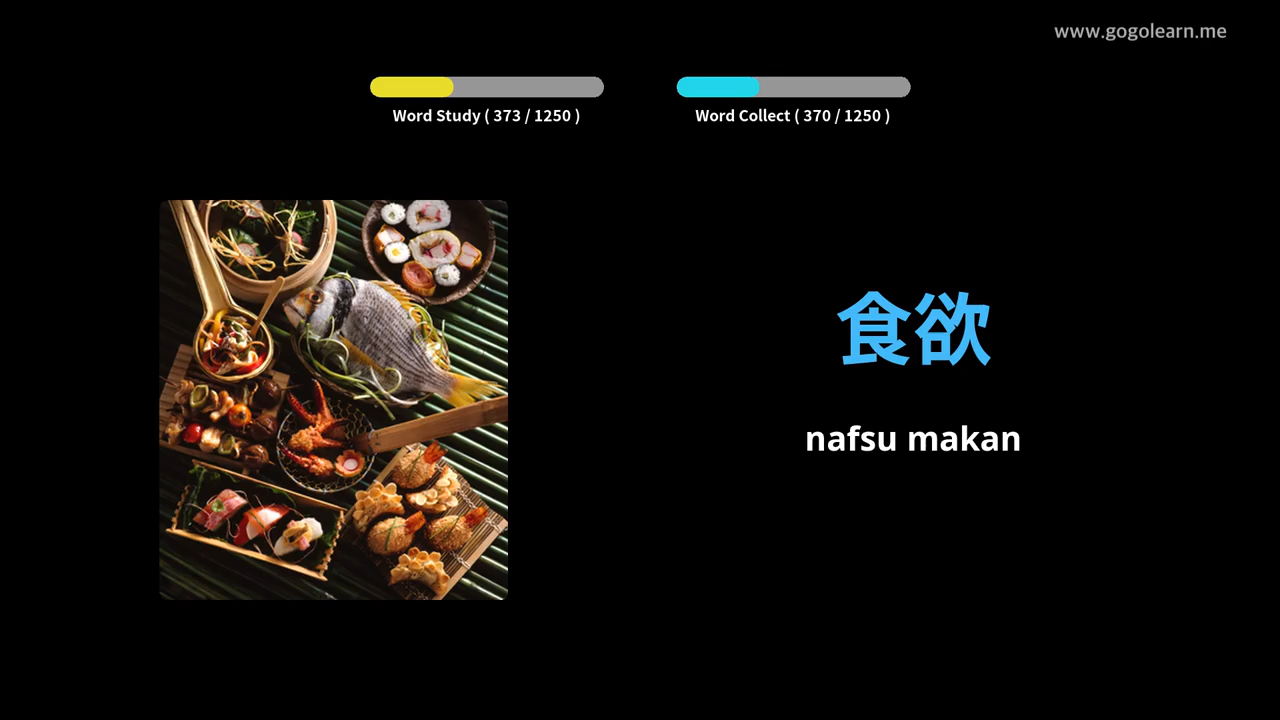 www.gogolearn.me
Word Study ( 373 / 1250 )
Word Collect ( 370 / 1250 )
食欲
nafsu makan